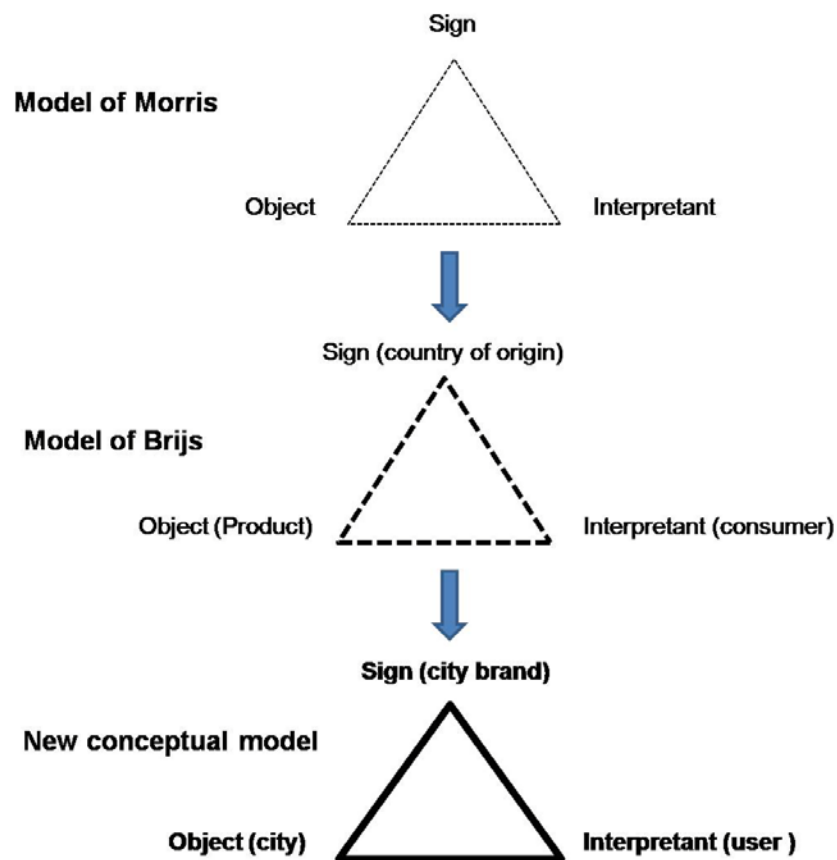 Sign
Model of Morris
Object
Interpretant
Sign (country of origin)
Model of Brijs
Object (Product)
Interpretant (consumer)
Sign (city brand)
New conceptual model
Object (city)
Interpretant (user )